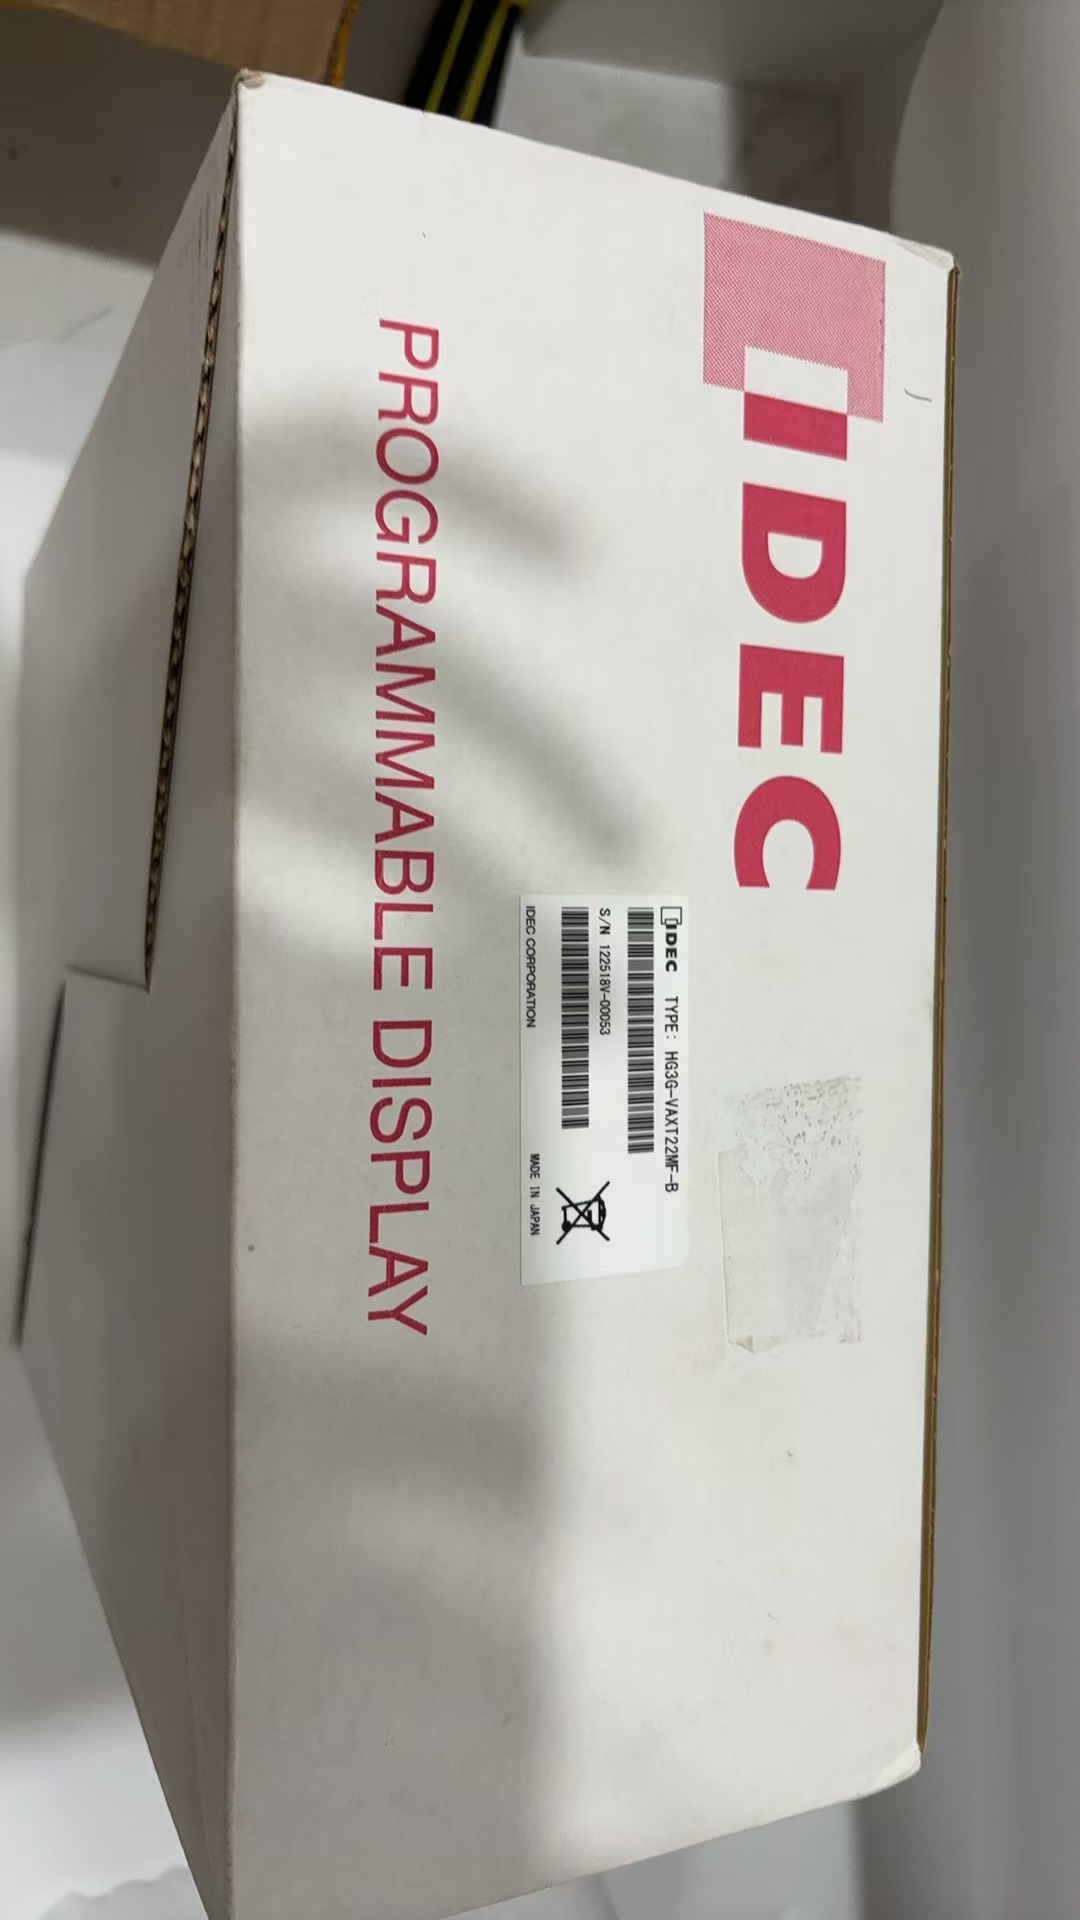 IDEC
PROGRAMMABLE DISPLAY
IDEC TYPE: HG3G-VAXT22MF-B
S/N 122518V-00053
IDEC CORPORATION MADE IN JAPAN